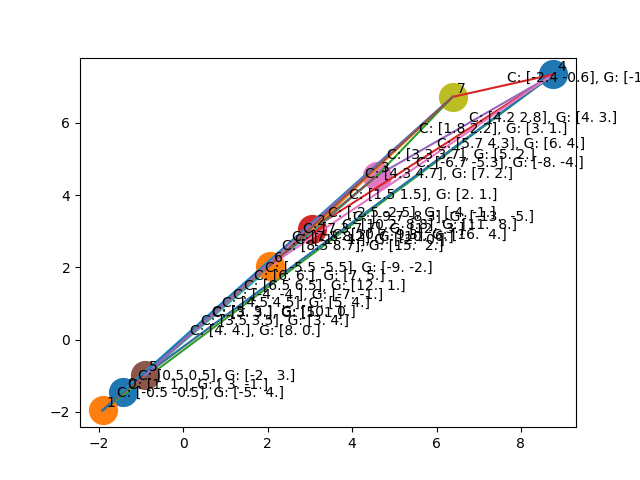 4
C: [-2.4 -0.6], G: [-1
7
6
C: [4.2 2.8], G: [4. 3.]
C: [1.8 2.2], G: [3. 1.]
C: [5.7 4.3], G: [6. 4.]
C: [3.3 3.7], G: [5. 2.]
C: [-6.7 -5.3], G: [-8. -4.]
3
C: [4.3 4.7], G: [7. 2.]
4
C: [1.5 1.5], G: [2. 1.]
2
C: [8.3 8.7], G: [15. 2.]
6
2
C: [-5.5 -5.5], G: [-9. -2.]
C: [6. 6.], G: [7. 5.]
C: [6.5 6.5], G: [12. 1.]
C: [-4. -4.], G: [-7. -1.]
C: [4.5 4.5], G: [5. 4.]
C: [3.5 3.5], G: [3. 4.]
C: [4. 4.], G: [8. 0.]
0
5
C: [0.5 0.5], G: [-2. 3.]
C: [1. 1.], G: [3. -1.]
C: [-0.5 -0.5], G: [-5. 4.]
1
−2
−2 0 2 4 6 8